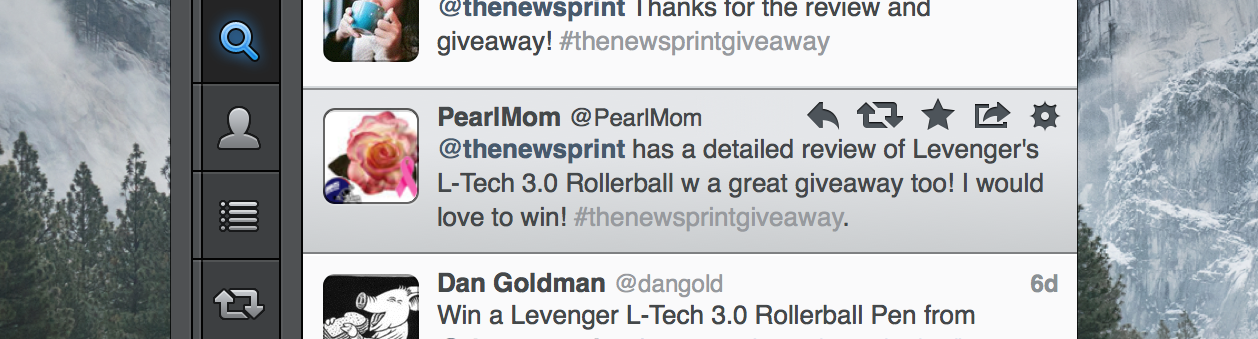 @thenewsprint Thanks for the review and
giveaway! #thenewsprintgiveaway
PearlMom @PearlMom
@thenewsprint has a detailed review of Levenger's
L-Tech 3.0 Rollerball w a great giveaway too! I would
love to win! #thenewsprintgiveaway.
Dan Goldman @dangold 6d
Win a Levenger L-Tech 3.0 Rollerball Pen from